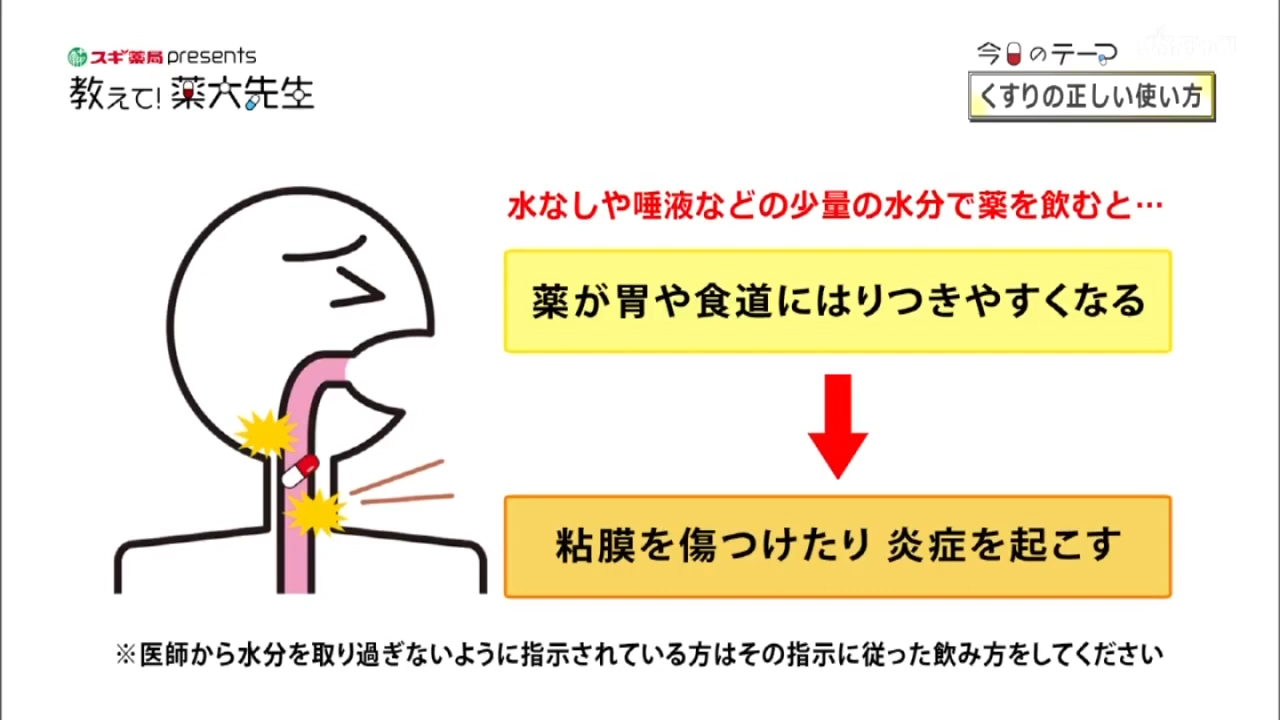 スギ薬局 presents
教えて!薬六先生
今日のテーマ
くすりの正しい使い方
水なしや唾液などの少量の水分で薬を飲むと…
薬が胃や食道にはりつきやすくなる
粘膜を傷つけたり 炎症を起こす
※医師から水分を取り過ぎないように指示されている方はその指示に従った飲み方をしてください